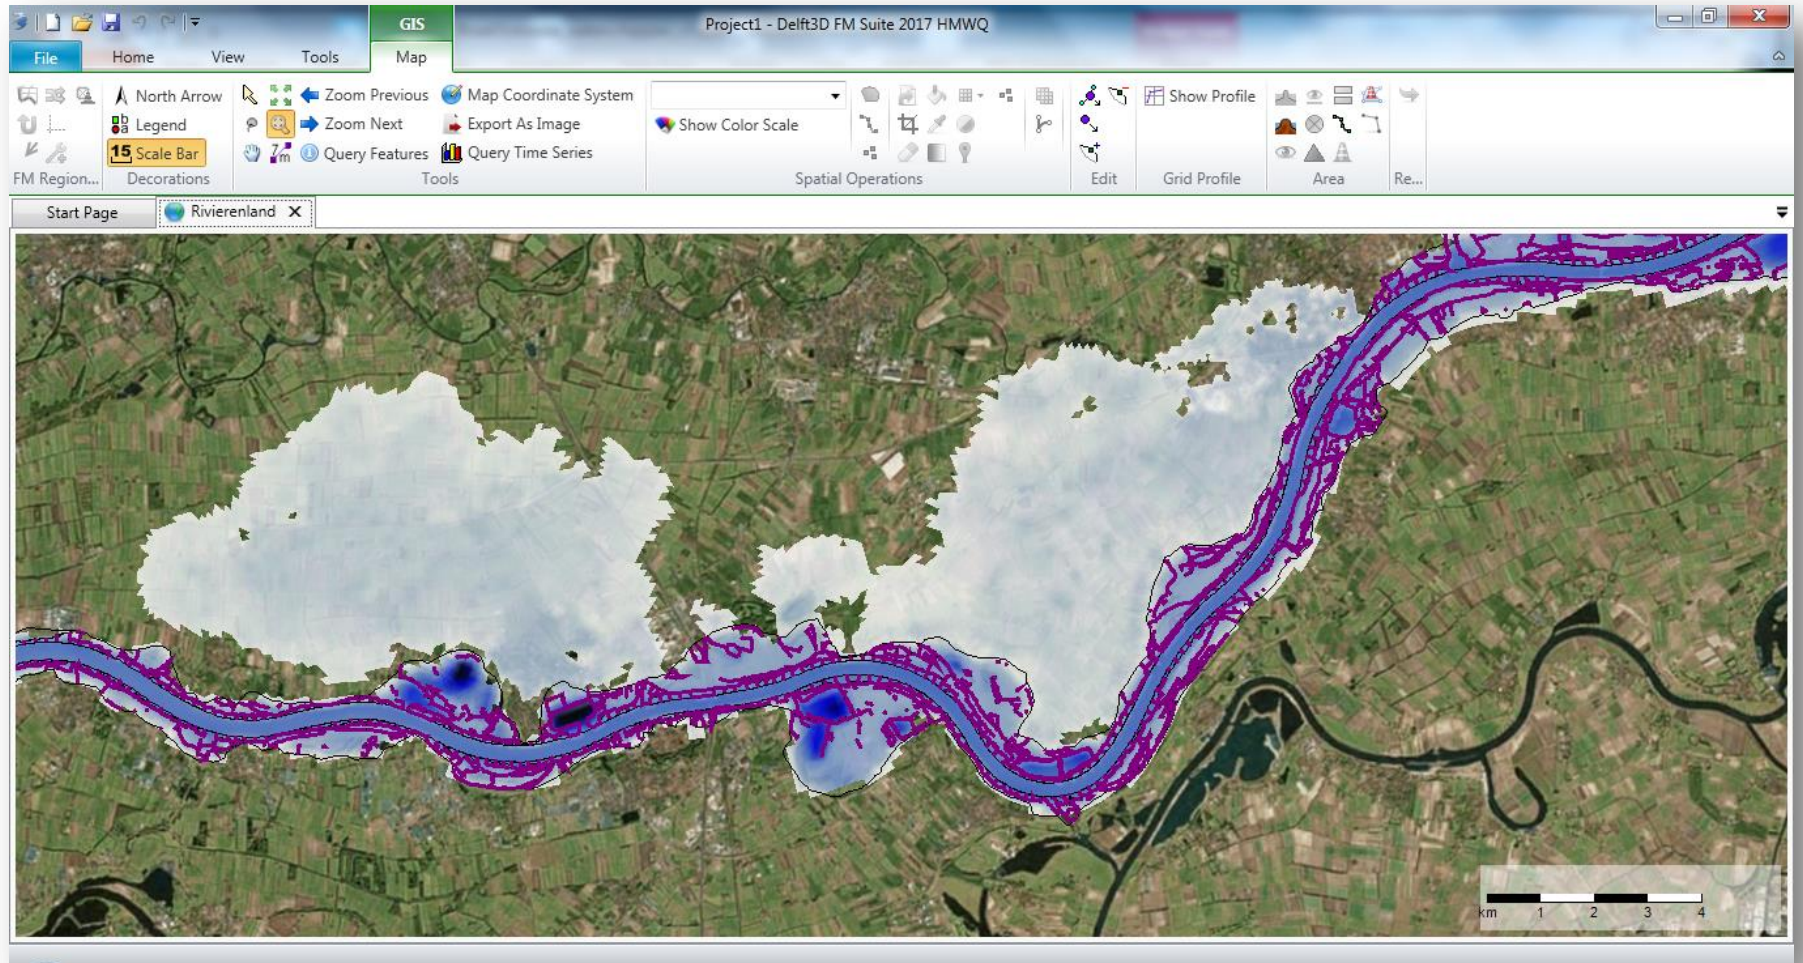 GIS
Project1 - Delft3D FM Suite 2017 HMWQ
File Home View Tools Map
North Arrow Zoom Previous Map Coordinate System Show Profile
Legend Zoom Next Export As Image Show Color Scale
15 Scale Bar Query Features Query Time Series
FM Region... Decorations Tools Spatial Operations Edit Grid Profile Area Re...
Start Page Rivierenland
km 1 2 3 4